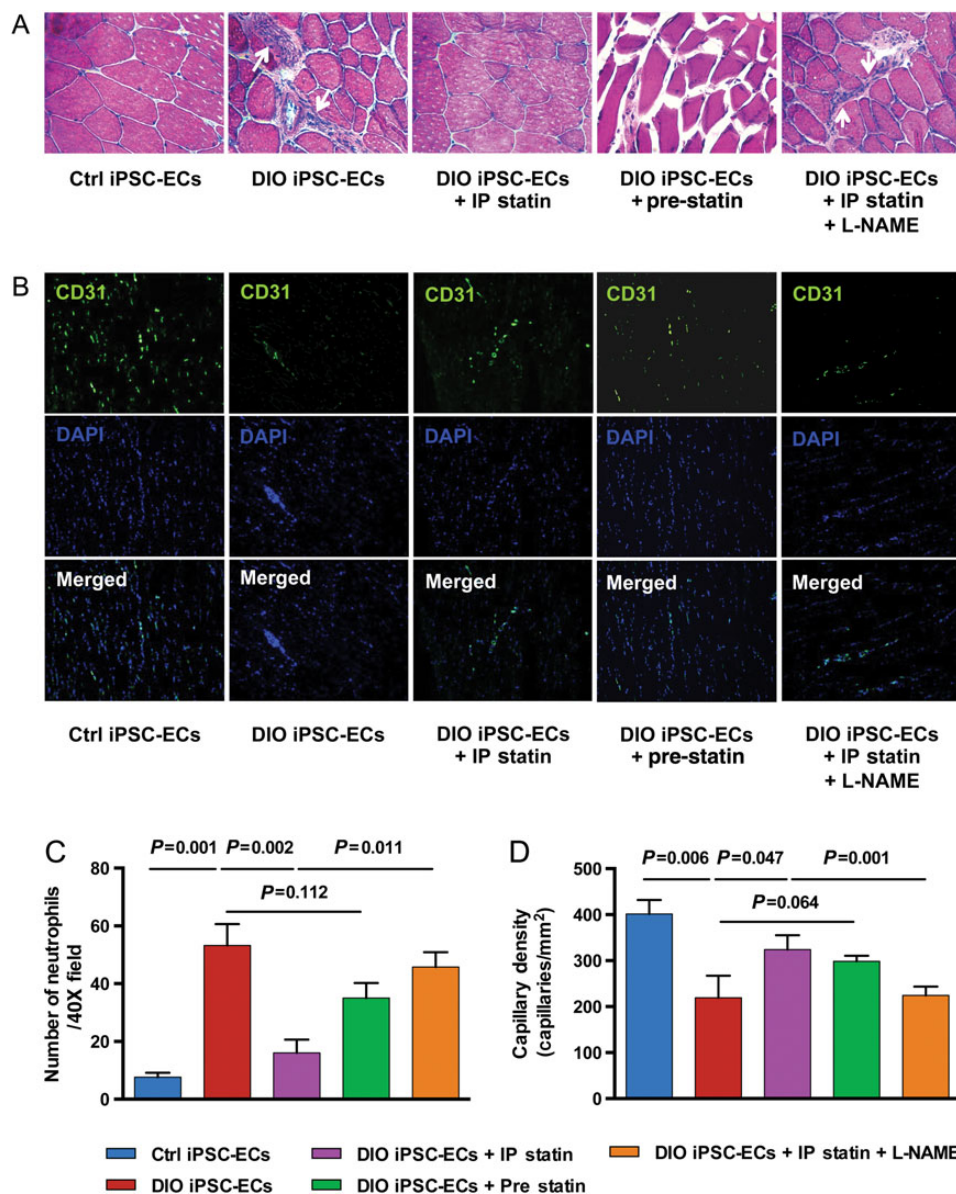 A
Ctrl iPSC-ECs
DIO iPSC-ECs
DIO iPSC-ECs
+ IP statin
DIO iPSC-ECs
+ pre-statin
DIO iPSC-ECs
+ IP statin
+ L-NAME
B
CD31
CD31
CD31
CD31
CD31
DAPI
DAPI
DAPI
DAPI
DAPI
Merged
Merged
Merged
Merged
Merged
Ctrl iPSC-ECs
DIO iPSC-ECs
DIO iPSC-ECs
+ IP statin
DIO iPSC-ECs
+ pre-statin
DIO iPSC-ECs
+ IP statin
+ L-NAME
C
P=0.001
P=0.002
P=0.011
P=0.112
Number of neutrophils
/40X field
80
60
40
20
0
D
P=0.006
P=0.047
P=0.001
P=0.064
Capillary density
(capillaries/mm²)
500
400
300
200
400
0
Ctrl iPSC-ECs
DIO iPSC-ECs
DIO iPSC-ECs + IP statin
DIO iPSC-ECs + Pre statin
DIO iPSC-ECs + IP statin + L-NAME